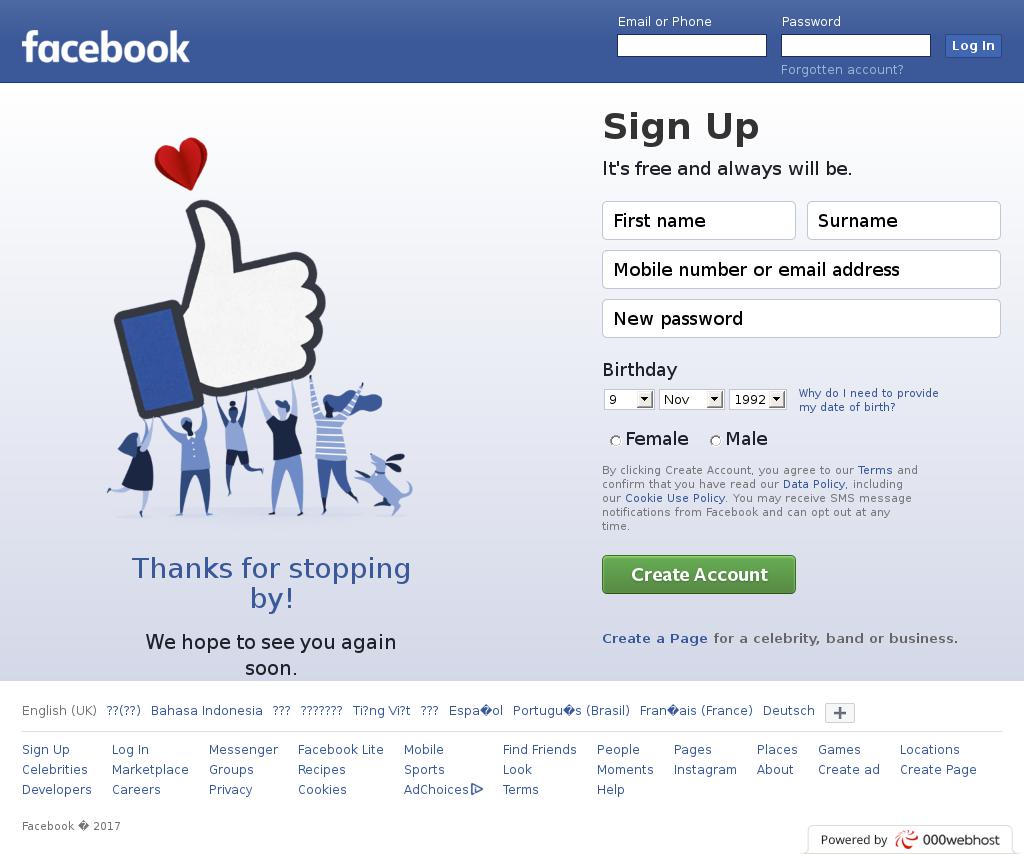 facebook
Email or Phone
Password
Log In
Forgotten account?
Sign Up
It's free and always will be.
First name
Surname
Mobile number or email address
New password
Birthday
9
Nov
1992
Why do I need to provide
my date of birth?
Female
Male
By clicking Create Account, you agree to our Terms and
confirm that you have read our Data Policy, including
our Cookie Use Policy. You may receive SMS message
notifications from Facebook and can opt out at any
time.
Create Account
Create a Page for a celebrity, band or business.
Thanks for stopping
by!
We hope to see you again
soon.
English (UK) ??(??) Bahasa Indonesia ??? ??????? Ti?ng Vi?t ??? Espa�ol Portugu�s (Brasil) Fran�ais (France) Deutsch
Sign Up Log In Messenger Facebook Lite Mobile Find Friends People Pages Places Games Locations
Celebrities Marketplace Groups Recipes Sports Look Moments Instagram About Create ad Create Page
Developers Careers Privacy Cookies AdChoices Terms Help
Facebook � 2017
Powered by 000webhost